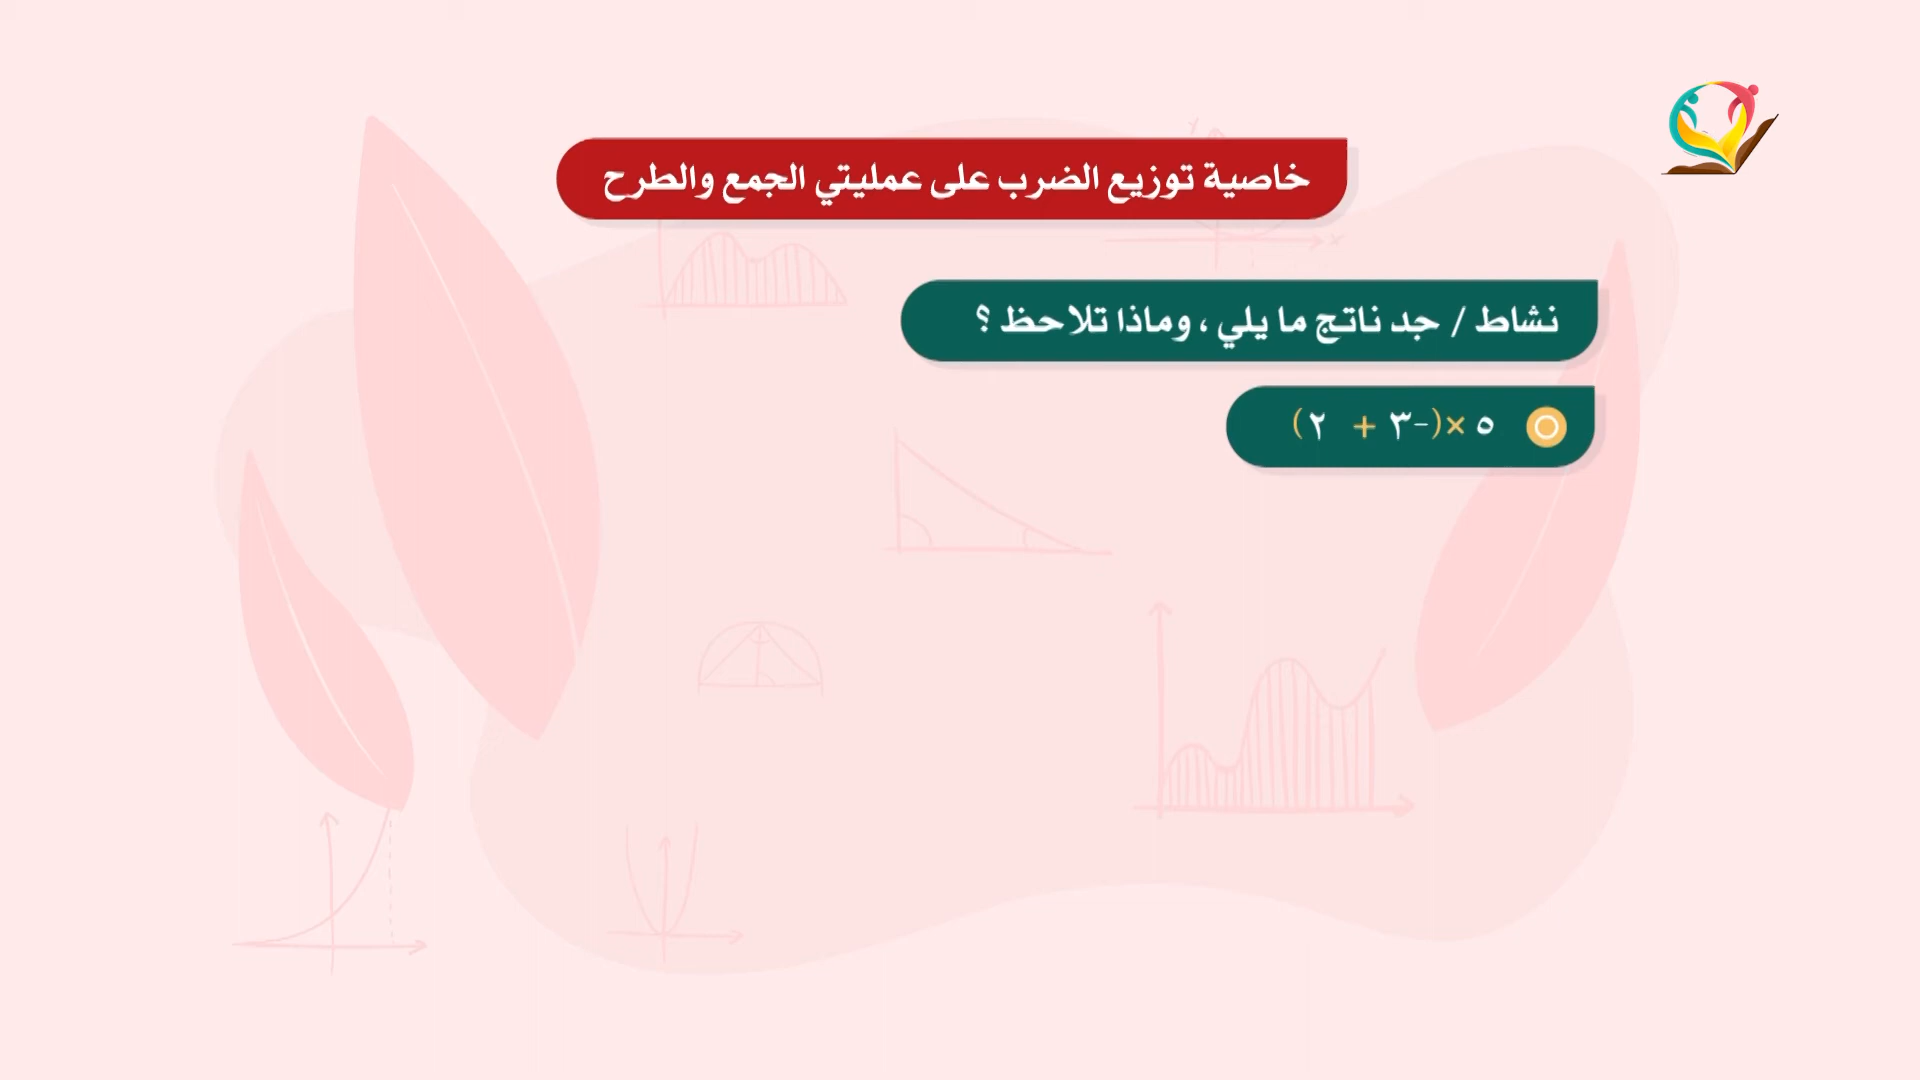 خاصية توزيع الضرب على عمليتي الجمع والطرح
نشاط / جد ناتج ما يلي ، وماذا تلاحظ ؟
٥ ×(-٣ + ٢)